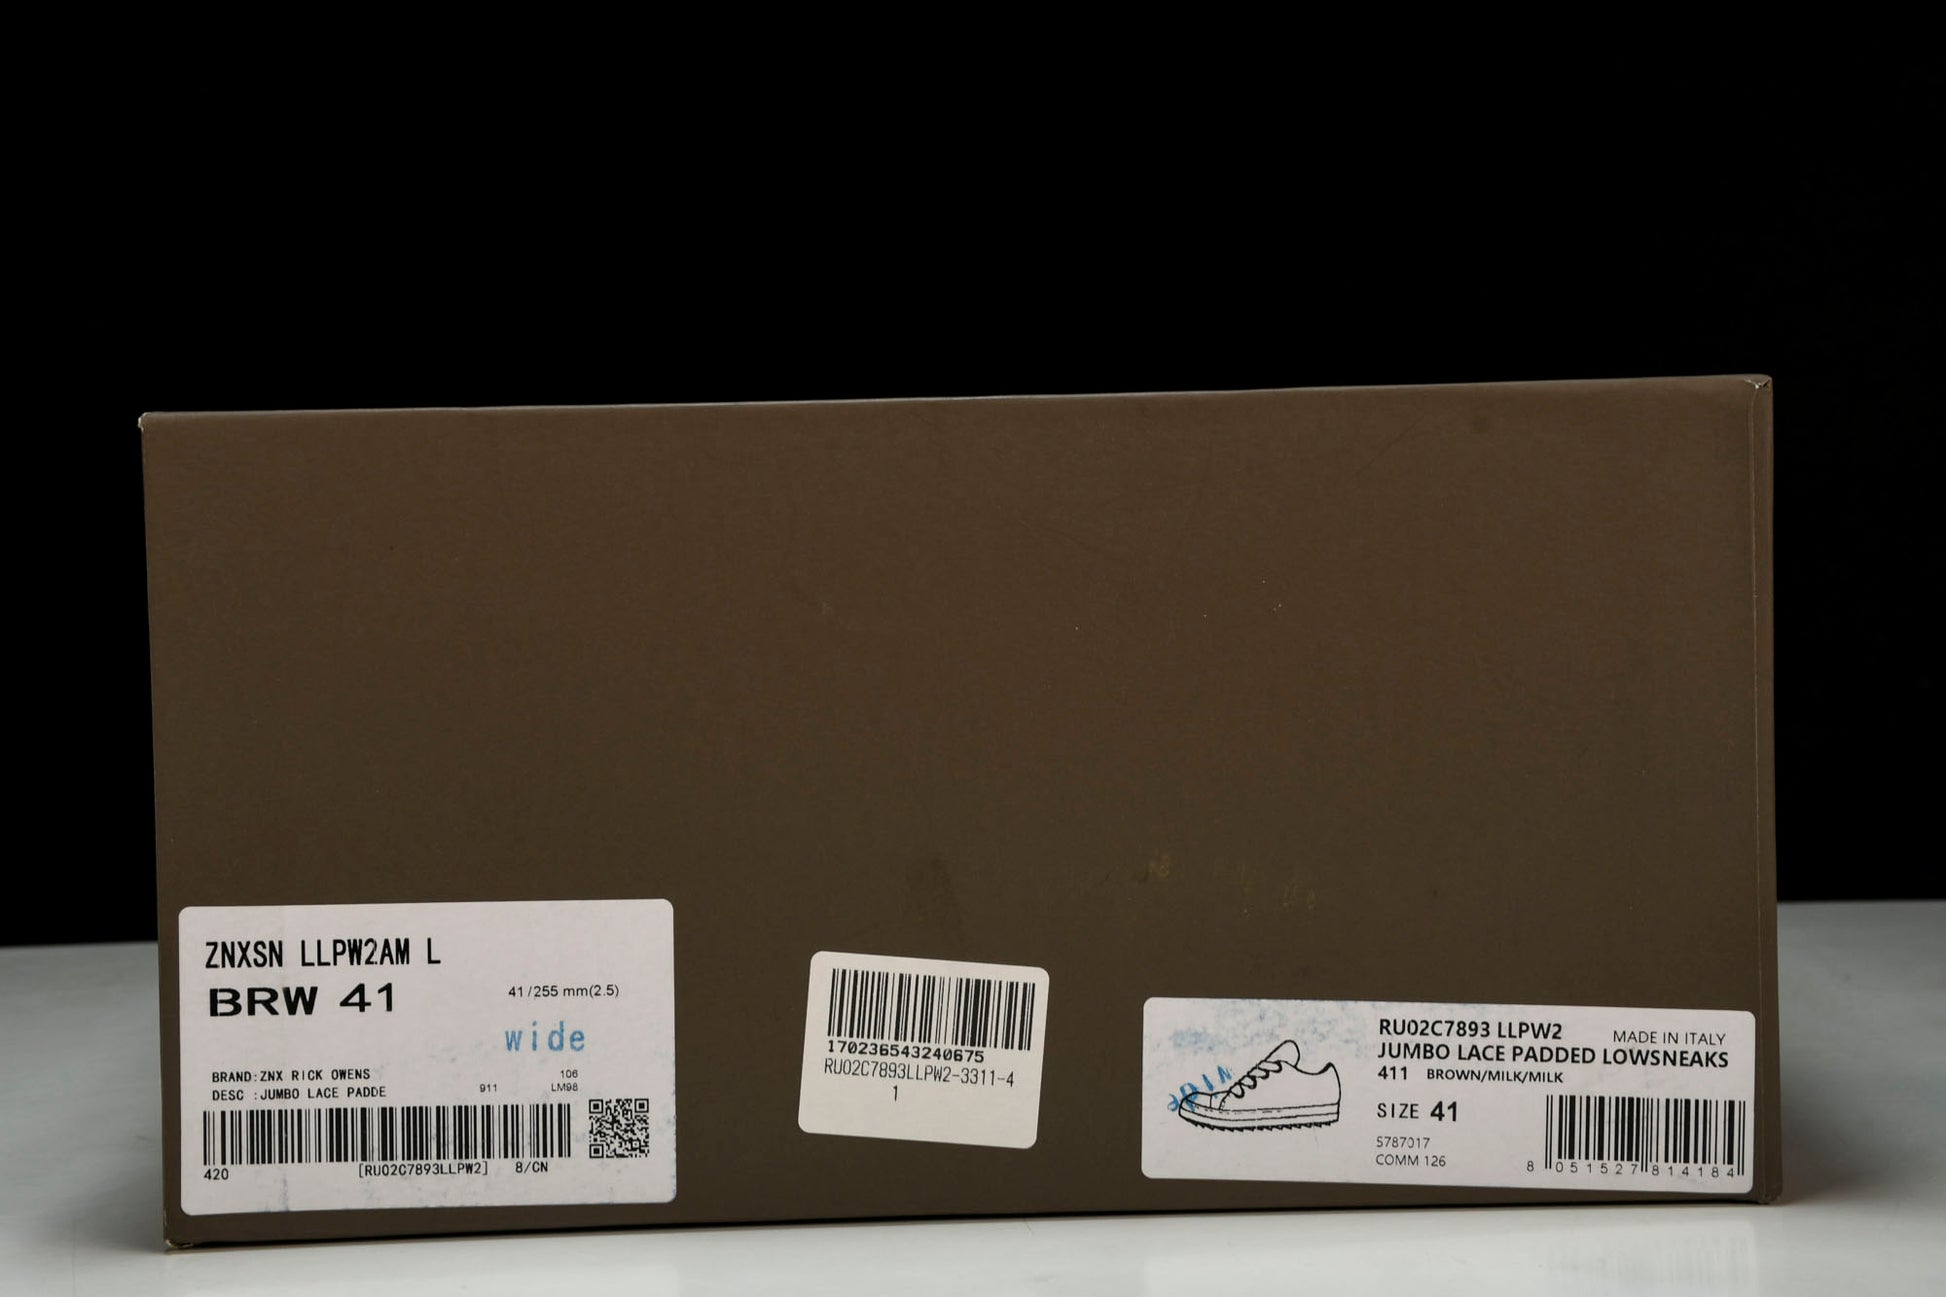 ZNXSN LLPW2AM L
BRW 41
41/255 mm(2.5)
wide
BRAND:ZNX RICK OWENS
106
DESC :JUMBO LACE PADDE
911
LM98
420
[RU02C7893LLPW2]
8/CN
170236543240675
RU02C7893LLPW2-3311-4
1
RU02C7893 LLPW2
MADE IN ITALY
JUMBO LACE PADDED LOWSNEAKS
411 BROWN/MILK/MILK
SIZE 41
5787017
COMM 126
8 051527 814184